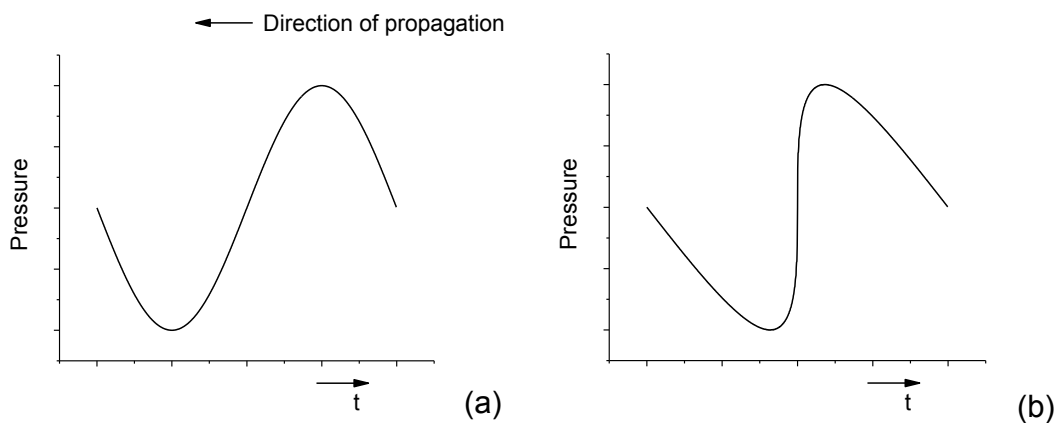 Direction of propagation
Pressure
t
(a)
Pressure
t
(b)